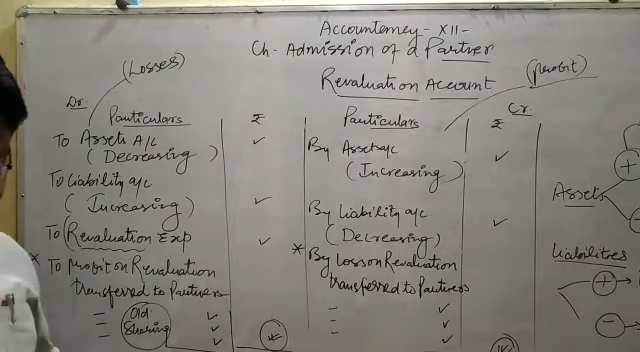 Accountemey - XII -
Ch- Admission of a Partner
Revaluation Account
(Losses)
(profit)
Dr.
Cr.
Particulars
₹
Particulars
₹
To Assets A/c
(Decreasing)
To Liability a/c
(Increasing)
To (Revaluation Exp)
* To profit on Revaluation
transferred to Partners
Old
Sharing
By Assets a/c
(Increasing)
By Liability a/c
(Decreasing)
* By Loss on Revaluation
transferred to Partners
Assets
+
Liabilities
+
-